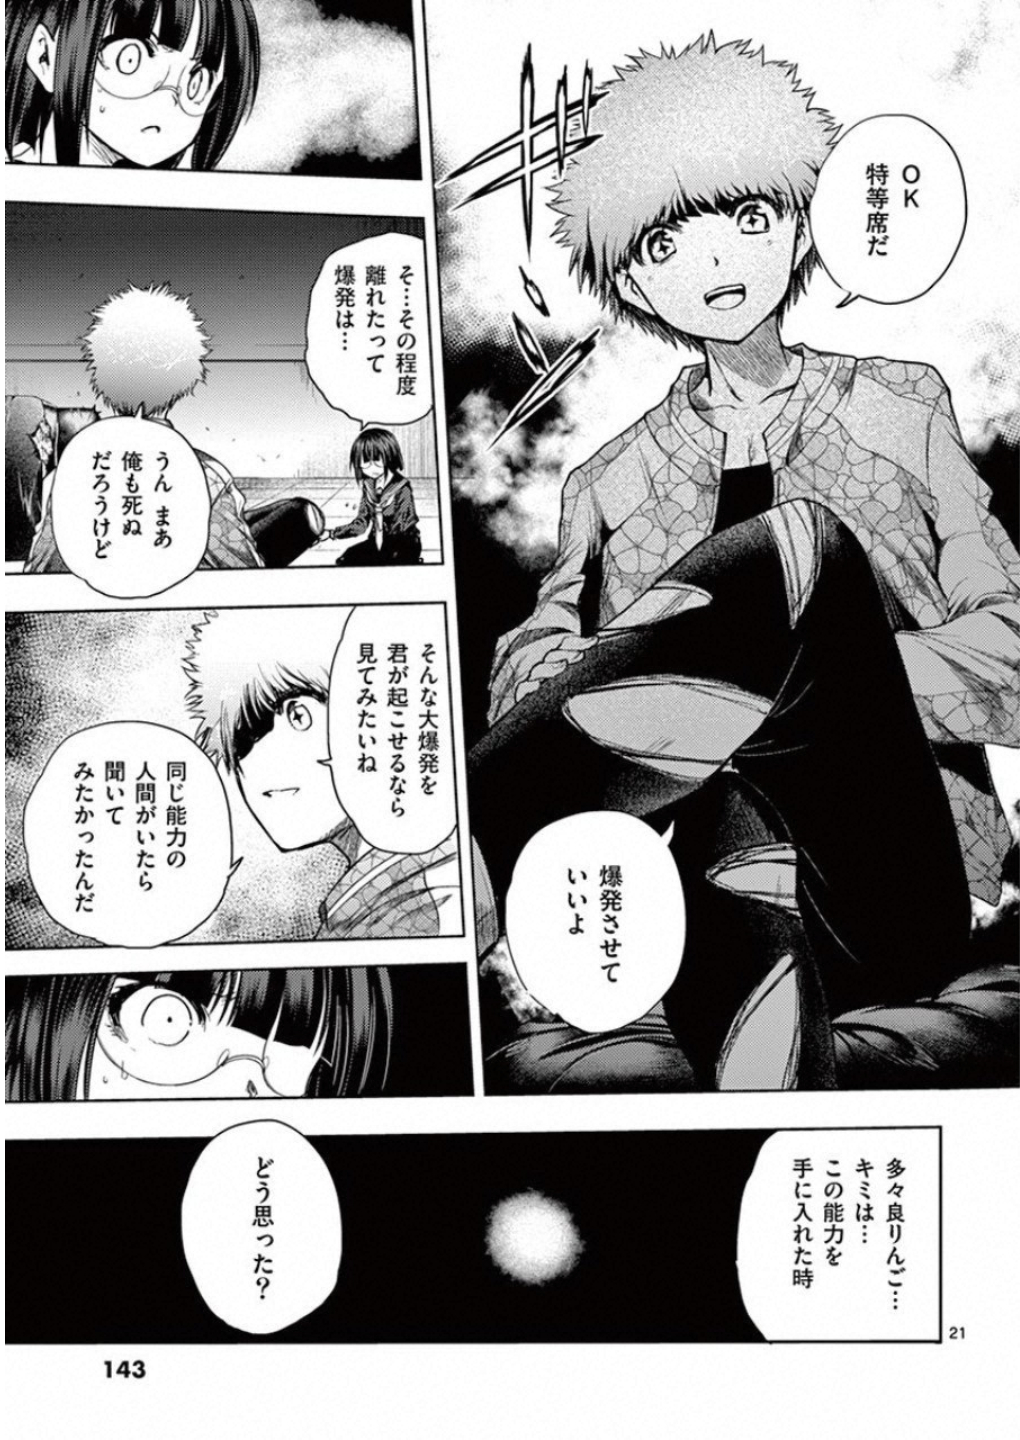 OK
特等席だ
爆発させて
いいよ
そ…その程度
離れたって
爆発は…
うん まあ
俺も死ぬ
だろうけど
そんな大爆発を
君が起こせるなら
見てみたいね
同じ能力の
人間がいたら
聞いて
みたかったんだ
多々良りんご…
キミは…
この能力を
手に入れた時
どう思った？
21
143